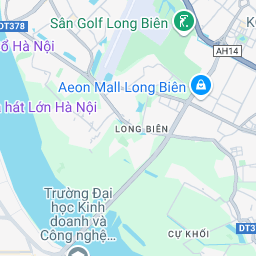 DT378
Sân Golf Long Biên
ổ Hà Nội
AH14
Aeon Mall Long Biên
t hát Lớn Hà Nội
LONG BIÊN
Trường Đại
học Kinh
doanh và
Công nghệ...
CỰ KHỐI
DT3